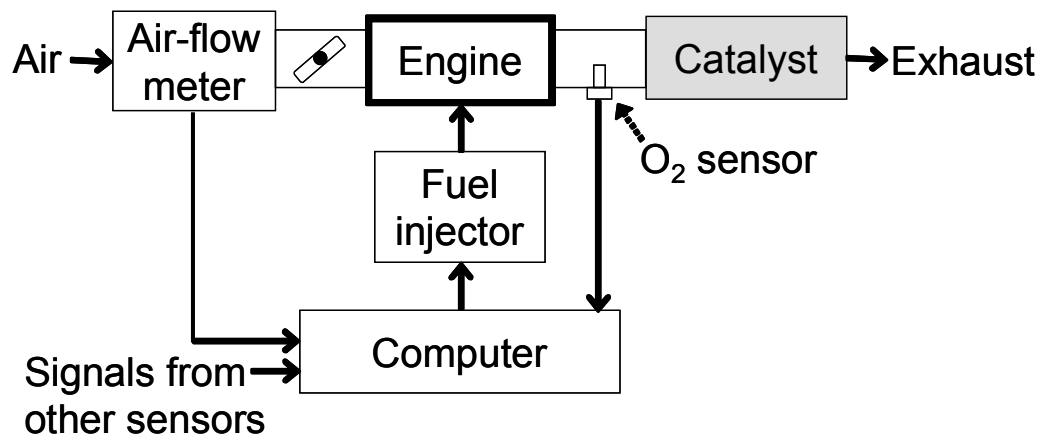 Air
Air-flow
meter
Engine
Catalyst
Exhaust
O₂ sensor
Fuel
injector
Computer
Signals from
other sensors